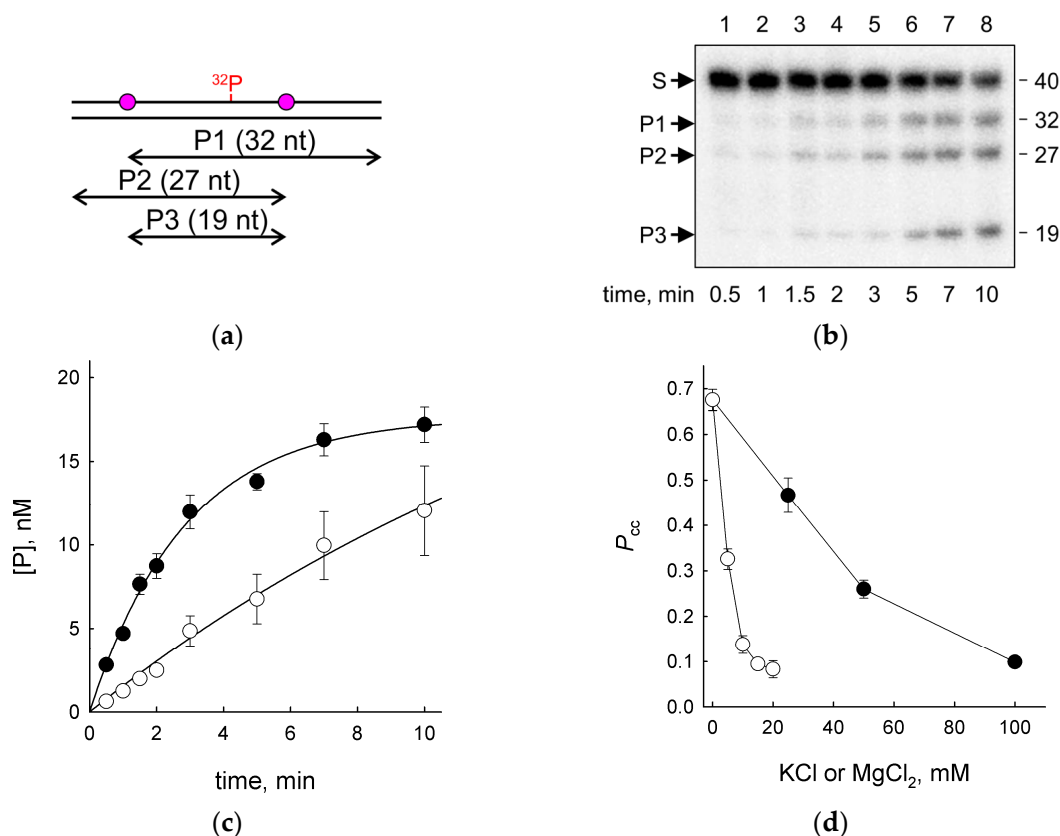 32P
P1 (32 nt)
P2 (27 nt)
P3 (19 nt)
(a)
1 2 3 4 5 6 7 8
S 40
P1 32
P2 27
P3 19
time, min 0.5 1 1.5 2 3 5 7 10
(b)
20
15
10
5
0
[P], nM
0 2 4 6 8 10
time, min
(c)
0.7
0.6
0.5
0.4
0.3
0.2
0.1
0.0
Pcc
0 20 40 60 80 100
KCl or MgCl2, mM
(d)